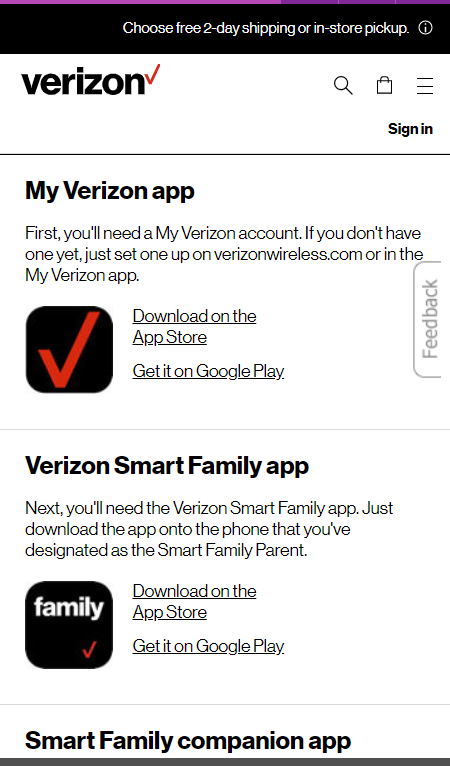 Choose free 2-day shipping or in-store pickup.
verizon
Sign in
My Verizon app
First, you'll need a My Verizon account. If you don't have
one yet, just set one up on verizonwireless.com or in the
My Verizon app.
Download on the
App Store
Get it on Google Play
Feedback
Verizon Smart Family app
Next, you'll need the Verizon Smart Family app. Just
download the app onto the phone that you've
designated as the Smart Family Parent.
family
Download on the
App Store
Get it on Google Play
Smart Family companion app